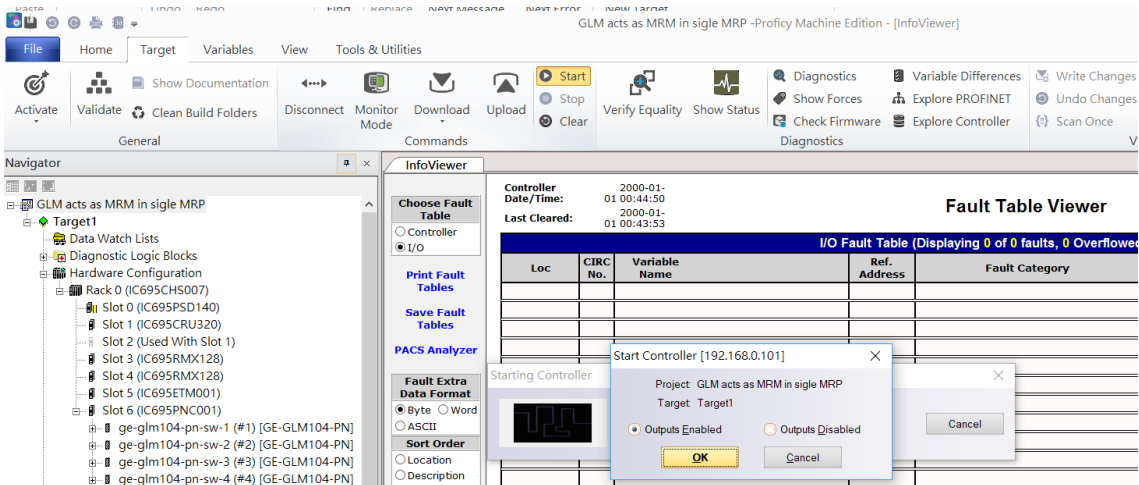 Paste Undo Redo Find Replace Next Message Next Error New Target
GLM acts as MRM in sigle MRP -Proficy Machine Edition - [InfoViewer]
File Home Target Variables View Tools & Utilities
Activate
Validate
Show Documentation
Clean Build Folders
General
Disconnect
Monitor
Mode
Download
Upload
Start
Stop
Clear
Commands
Verify Equality
Show Status
Diagnostics
Show Forces
Check Firmware
Variable Differences
Explore PROFINET
Explore Controller
Diagnostics
Write Changes
Undo Changes
Scan Once
V
Navigator
GLM acts as MRM in sigle MRP
Target1
Data Watch Lists
Diagnostic Logic Blocks
Hardware Configuration
Rack 0 (IC695CHS007)
Slot 0 (IC695PSD140)
Slot 1 (IC695CRU320)
Slot 2 (Used With Slot 1)
Slot 3 (IC695RMX128)
Slot 4 (IC695RMX128)
Slot 5 (IC695ETM001)
Slot 6 (IC695PNC001)
ge-glm104-pn-sw-1 (#1) [GE-GLM104-PN]
ge-glm104-pn-sw-2 (#2) [GE-GLM104-PN]
ge-glm104-pn-sw-3 (#3) [GE-GLM104-PN]
ge-glm104-pn-sw-4 (#4) [GE-GLM104-PN]
InfoViewer
Choose Fault
Table
Controller
I/O
Print Fault
Tables
Save Fault
Tables
PACS Analyzer
Fault Extra
Data Format
Byte Word
ASCII
Sort Order
Location
Description
Controller
Date/Time:
2000-01-
01 00:44:50
Last Cleared:
2000-01-
01 00:43:53
Fault Table Viewer
I/O Fault Table (Displaying 0 of 0 faults, 0 Overflowed
Loc
CIRC
No.
Variable
Name
Ref.
Address
Fault Category
Starting Controller
Cancel
Start Controller [192.168.0.101]
Project: GLM acts as MRM in sigle MRP
Target: Target1
Outputs Enabled Outputs Disabled
OK Cancel